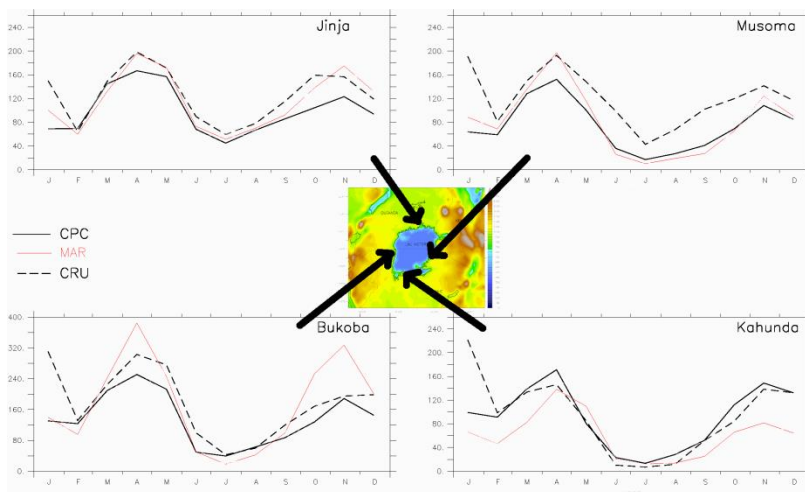 Jinja
240.
200.
160.
120.
80.
40.
0.
J F M A M J J A S O N D
Musoma
240.
200.
160.
120.
80.
40.
0.
J F M A M J J A S O N D
CPC
MAR
CRU
Bukoba
400.
320.
240.
160.
80.
0.
J F M A M J J A S O N D
Kahunda
240.
200.
160.
120.
80.
40.
0.
J F M A M J J A S O N D